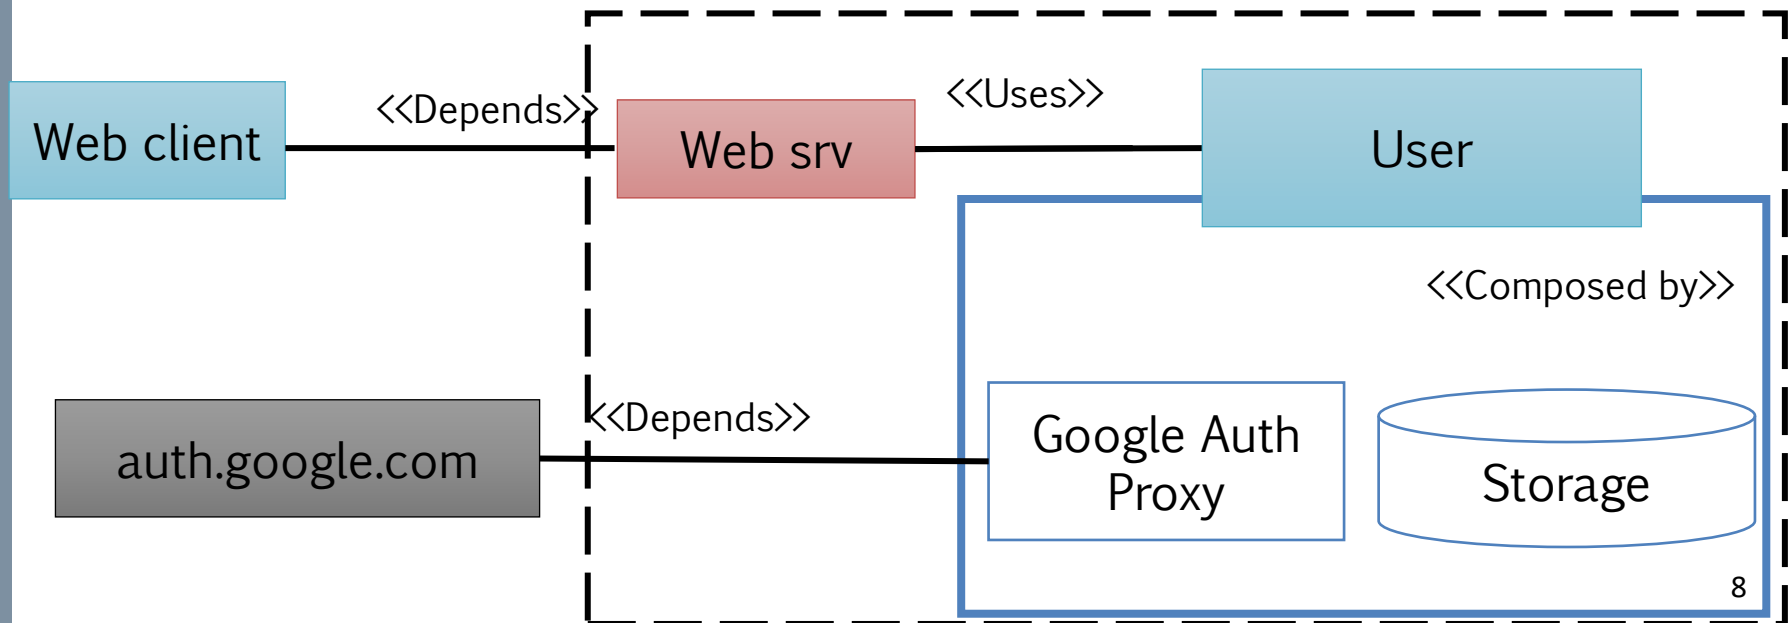 <<Uses>>
<<Depends>>
Web client
Web srv
User
<<Composed by>>
<<Depends>>
Google Auth
Proxy
auth.google.com
Storage
8